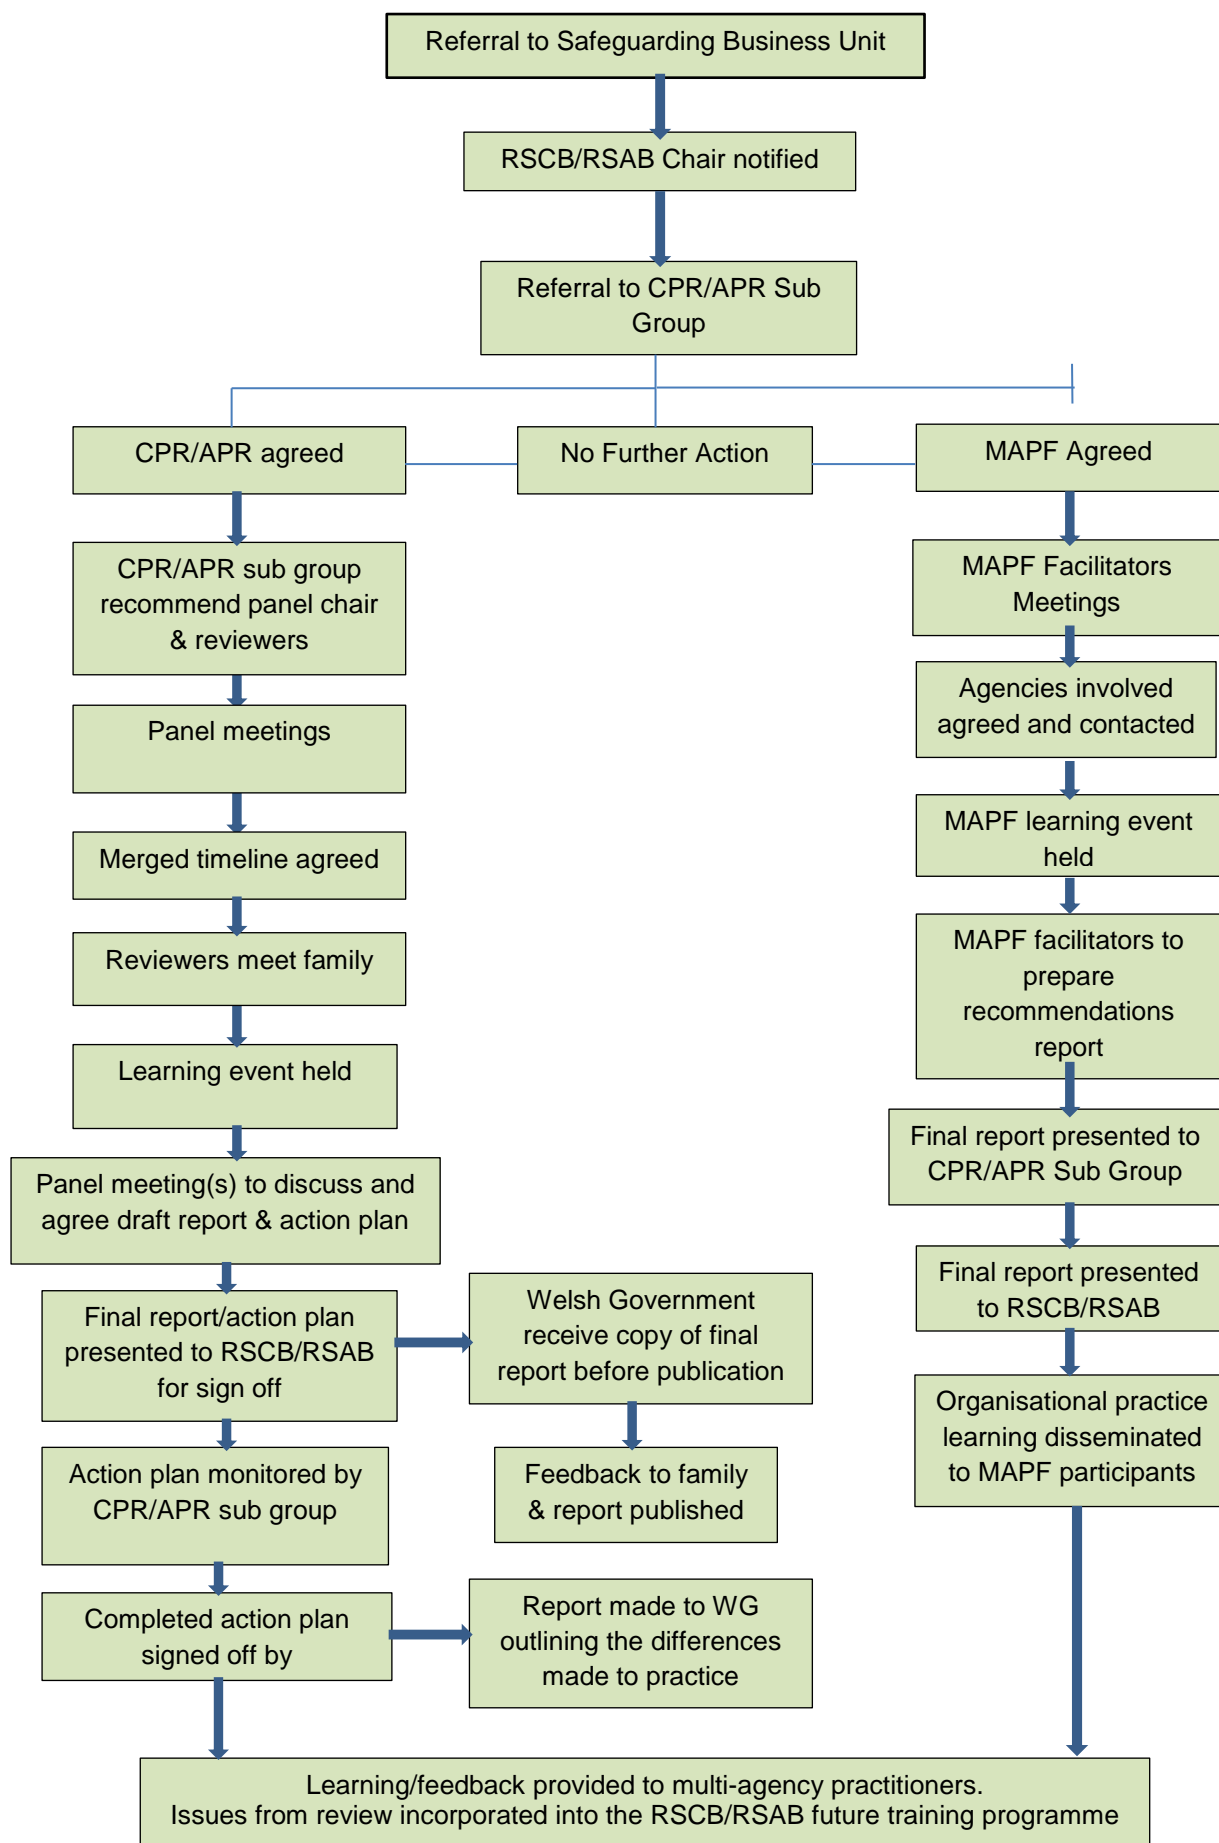 Referral to Safeguarding Business Unit
RSCB/RSAB Chair notified
Referral to CPR/APR Sub
Group
CPR/APR agreed
No Further Action
MAPF Agreed
CPR/APR sub group
recommend panel chair
& reviewers
Panel meetings
Merged timeline agreed
Reviewers meet family
Learning event held
Panel meeting(s) to discuss and
agree draft report & action plan
Final report/action plan
presented to RSCB/RSAB
for sign off
Welsh Government
receive copy of final
report before publication
Feedback to family
& report published
Action plan monitored by
CPR/APR sub group
Completed action plan
signed off by
Report made to WG
outlining the differences
made to practice
MAPF Facilitators
Meetings
Agencies involved
agreed and contacted
MAPF learning event
held
MAPF facilitators to
prepare
recommendations
report
Final report presented to
CPR/APR Sub Group
Final report presented
to RSCB/RSAB
Organisational practice
learning disseminated
to MAPF participants
Learning/feedback provided to multi-agency practitioners.
Issues from review incorporated into the RSCB/RSAB future training programme